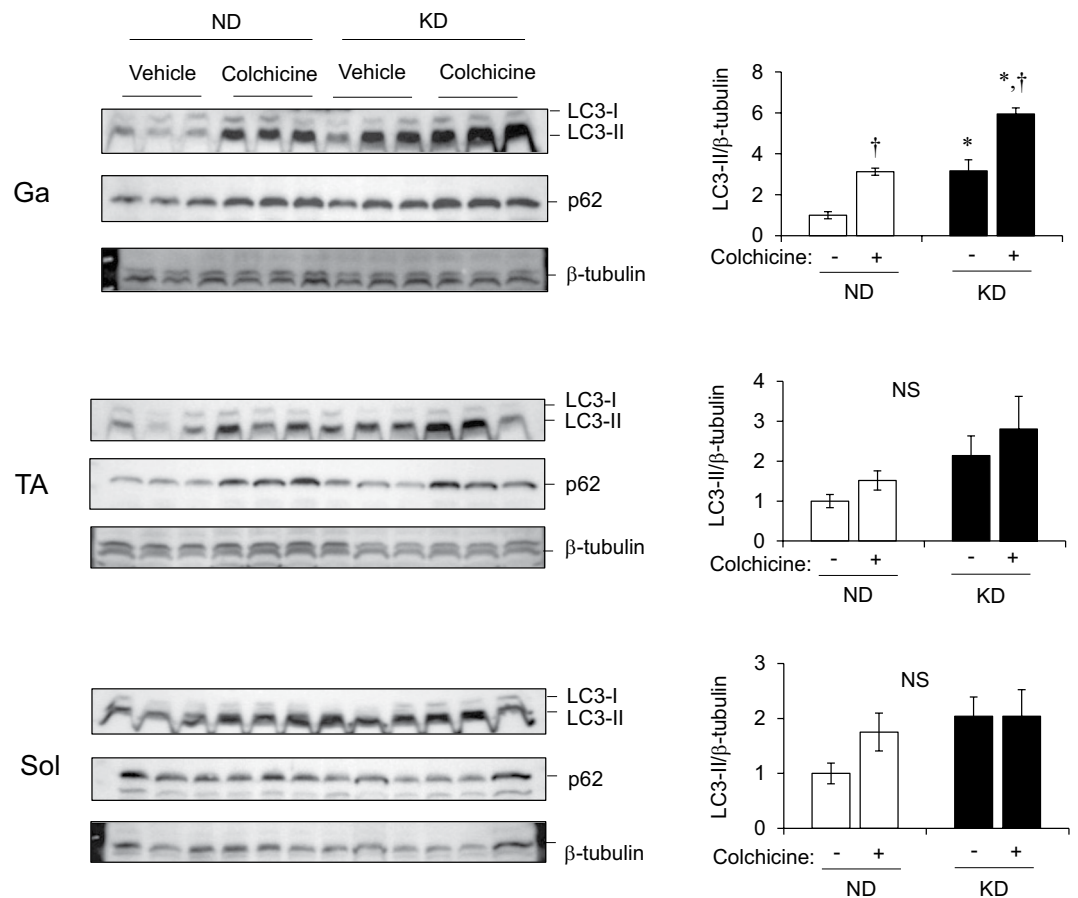 ND KD
Vehicle Colchicine Vehicle Colchicine
LC3-I
LC3-II
Ga
p62
β-tubulin
8
6
4
2
0
LC3-II/β-tubulin
†
*
*,†
Colchicine: - + - +
ND KD
LC3-I
LC3-II
TA
p62
β-tubulin
4
3
2
1
0
LC3-II/β-tubulin
NS
Colchicine: - + - +
ND KD
LC3-I
LC3-II
Sol
p62
β-tubulin
3
2
1
0
LC3-II/β-tubulin
NS
Colchicine: - + - +
ND KD